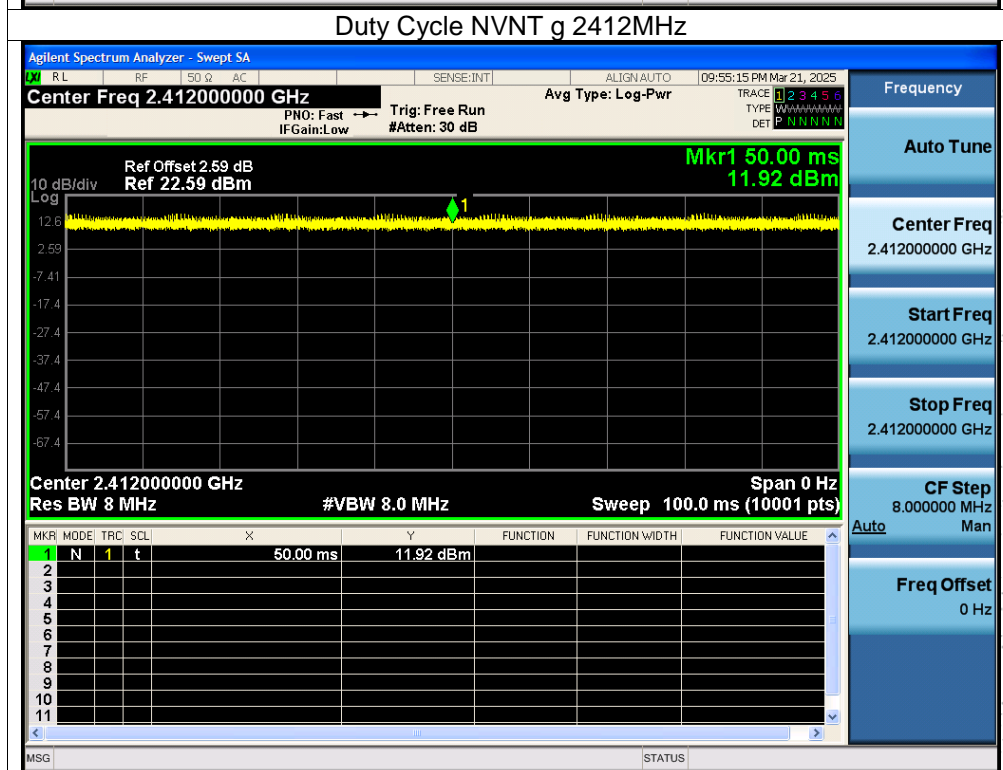 Duty Cycle NVNT g 2412MHz
Agilent Spectrum Analyzer - Swept SA
LXI RL RF 50 Ω AC SENSE:INT ALIGN AUTO 09:55:15 PM Mar 21, 2025
Center Freq 2.412000000 GHz
PNO: Fast
IFGain:Low
Trig: Free Run
#Atten: 30 dB
Avg Type: Log-Pwr
TRACE 1 2 3 4 5 6
TYPE WWWWWW
DET P N N N N N
Ref Offset 2.59 dB
10 dB/div Ref 22.59 dBm
Log
Mkr1 50.00 ms
11.92 dBm
1
12.6
2.59
-7.41
-17.4
-27.4
-37.4
-47.4
-57.4
-67.4
Center 2.412000000 GHz Span 0 Hz
Res BW 8 MHz #VBW 8.0 MHz Sweep 100.0 ms (10001 pts)
MKR MODE TRC SCL X Y FUNCTION FUNCTION WIDTH FUNCTION VALUE
1 N 1 t 50.00 ms 11.92 dBm
2
3
4
5
6
7
8
9
10
11
MSG STATUS
Frequency
Auto Tune
Center Freq
2.412000000 GHz
Start Freq
2.412000000 GHz
Stop Freq
2.412000000 GHz
CF Step
8.000000 MHz
Auto Man
Freq Offset
0 Hz